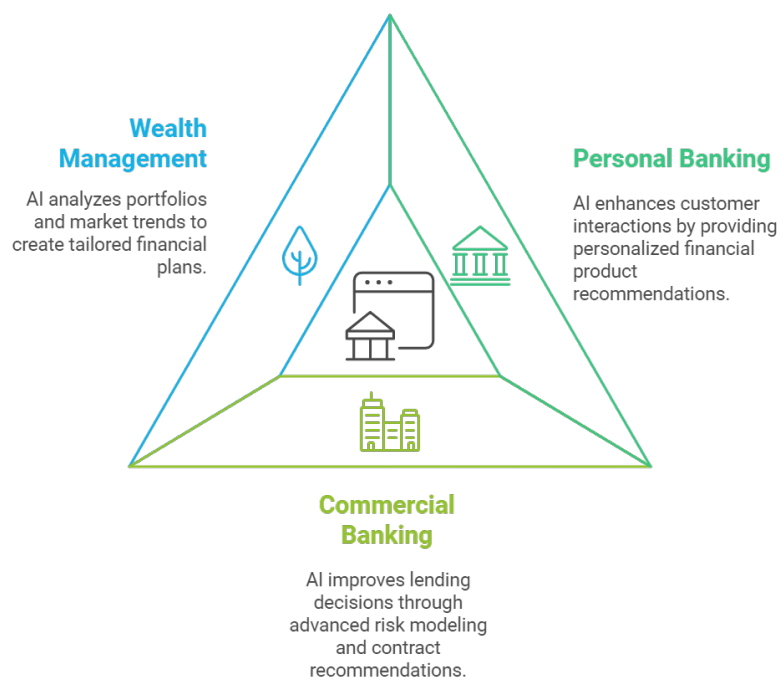 Wealth
Management
AI analyzes portfolios
and market trends to
create tailored financial
plans.
Personal Banking
AI enhances customer
interactions by providing
personalized financial
product
recommendations.
Commercial
Banking
AI improves lending
decisions through
advanced risk modeling
and contract
recommendations.